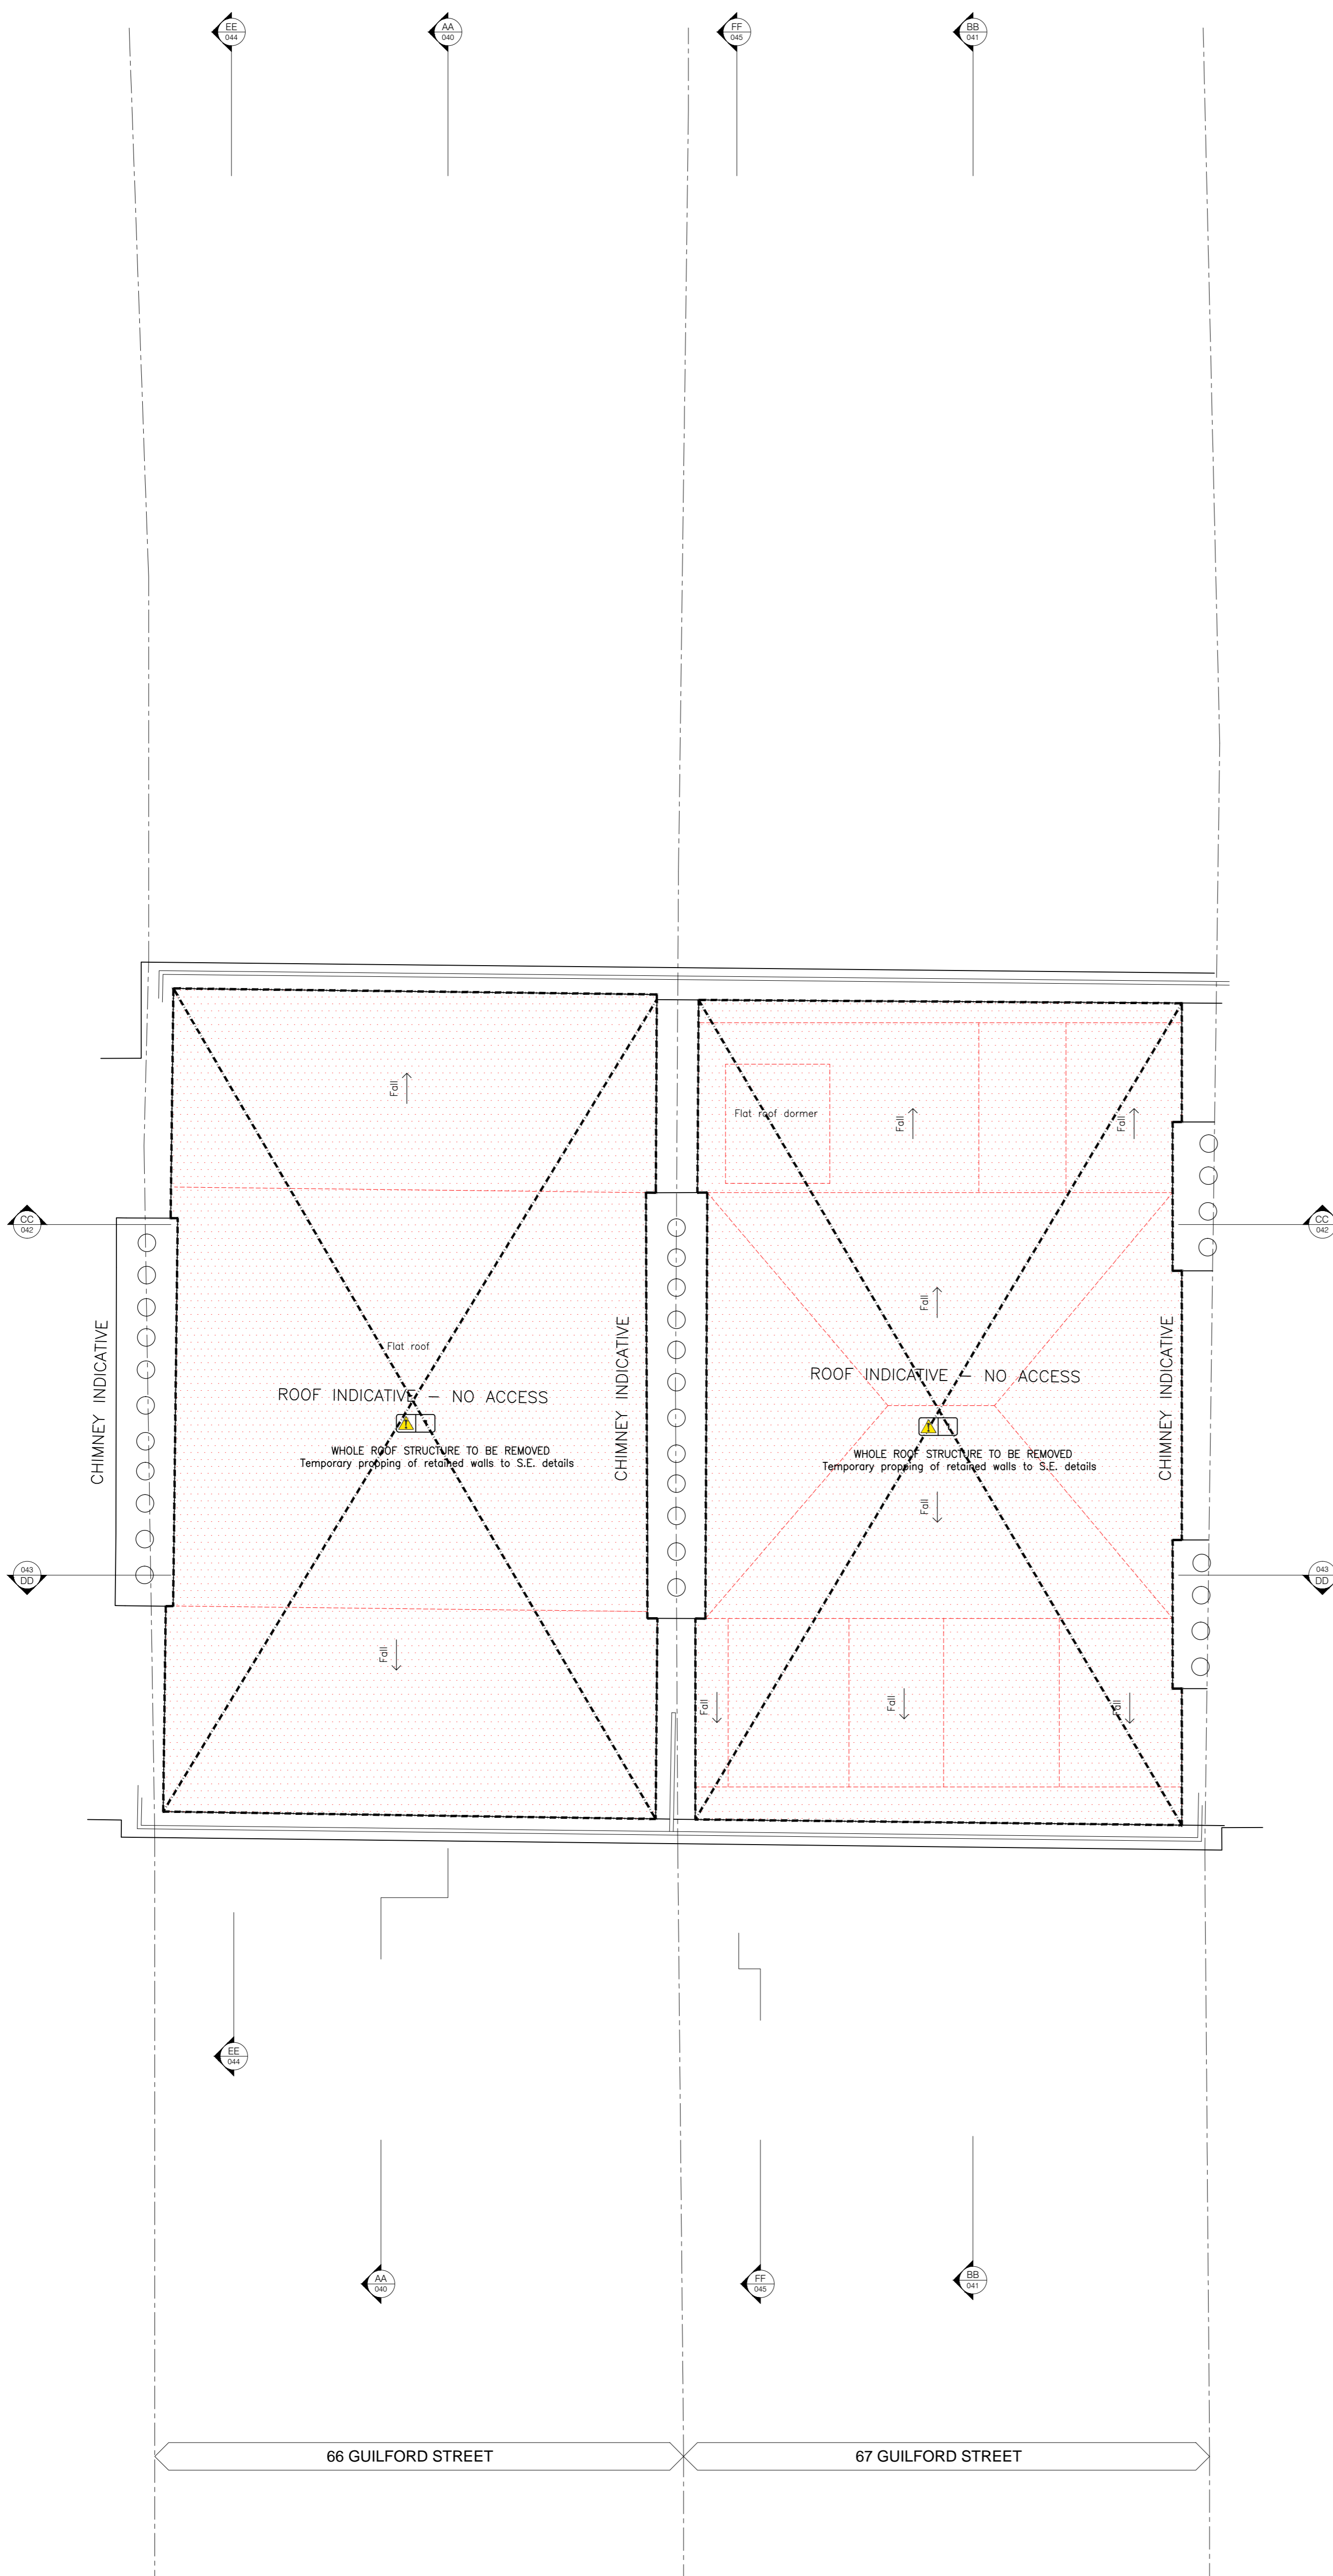 EE
044
AA
040
FF
045
BB
041
Fall
Flat roof dormer
Fall
Fall
CC
042
CC
042
Fall
CHIMNEY INDICATIVE
CHIMNEY INDICATIVE
CHIMNEY INDICATIVE
Flat roof
ROOF INDICATIVE – NO ACCESS
WHOLE ROOF STRUCTURE TO BE REMOVED
Temporary propping of retained walls to S.E. details
ROOF INDICATIVE – NO ACCESS
WHOLE ROOF STRUCTURE TO BE REMOVED
Temporary propping of retained walls to S.E. details
Fall
043
DD
043
DD
Fall
Fall
Fall
Fall
EE
044
AA
040
FF
045
BB
041
66 GUILFORD STREET
67 GUILFORD STREET